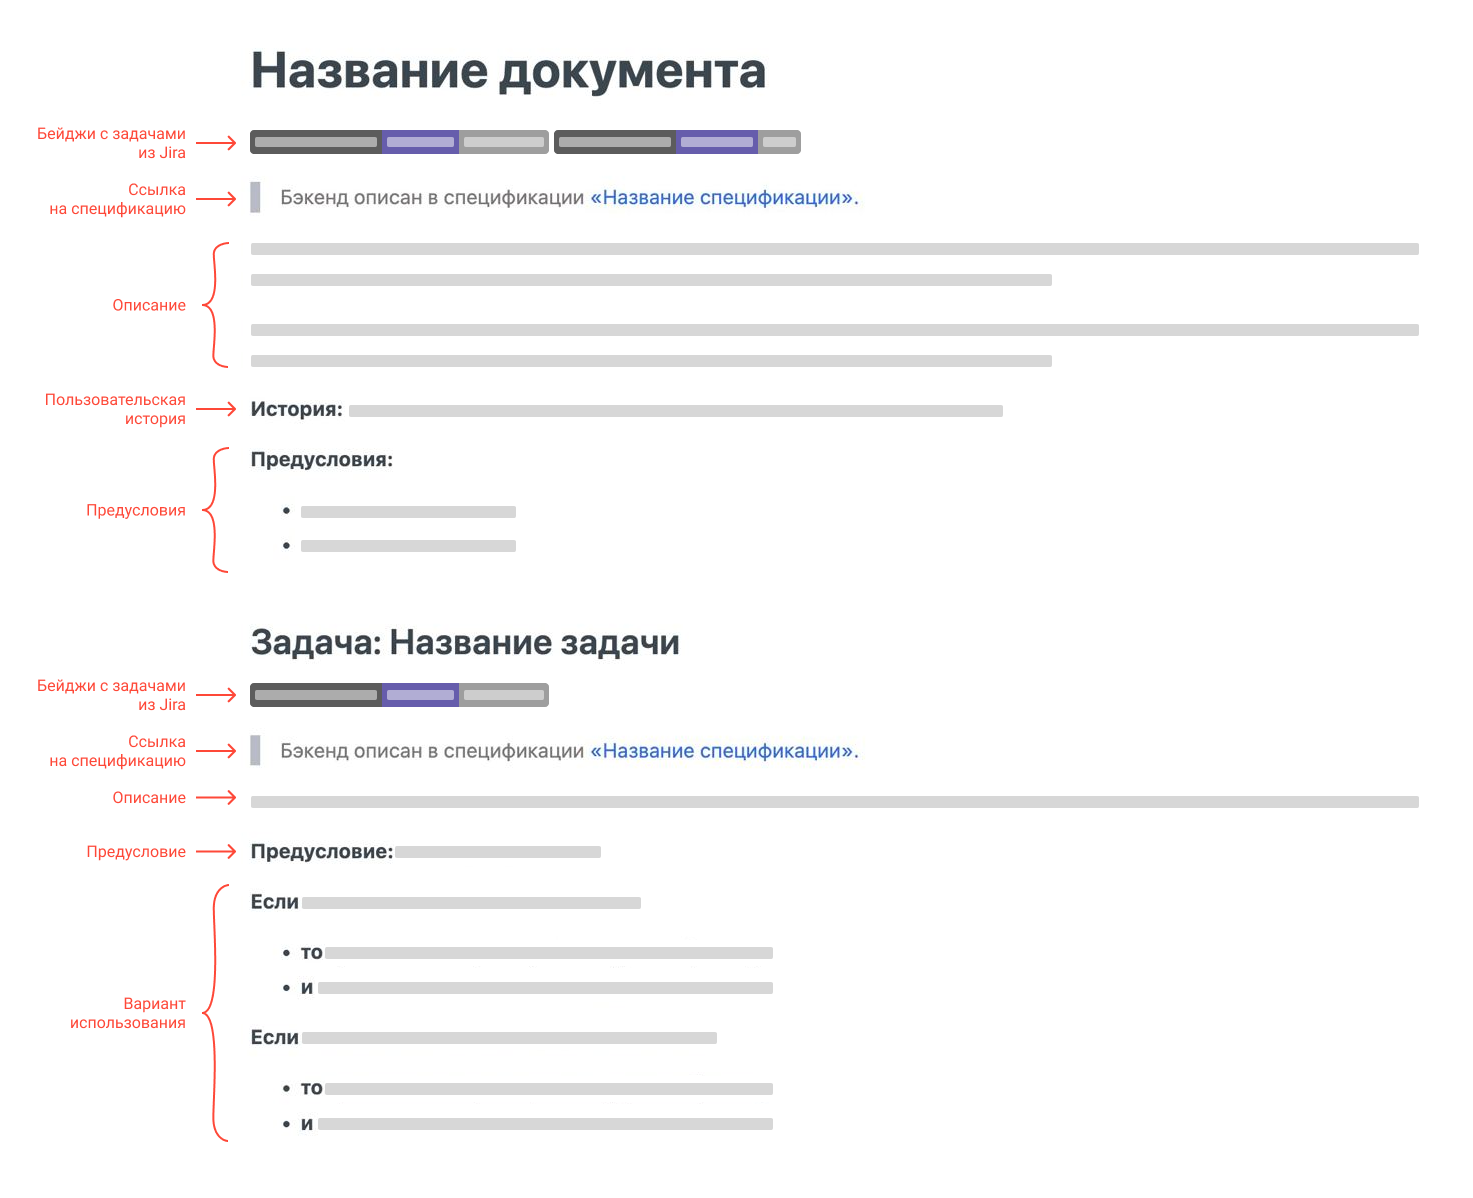 Название документа
Бейджи с задачами
из Jira
Ссылка
на спецификацию
Бэкенд описан в спецификации «Название спецификации».
Описание
Пользовательская
история
История:
Предусловия:
Предусловия
Задача: Название задачи
Бейджи с задачами
из Jira
Ссылка
на спецификацию
Бэкенд описан в спецификации «Название спецификации».
Описание
Предусловие
Предусловие:
Если
• то
• и
Вариант
использования
Если
• то
• и